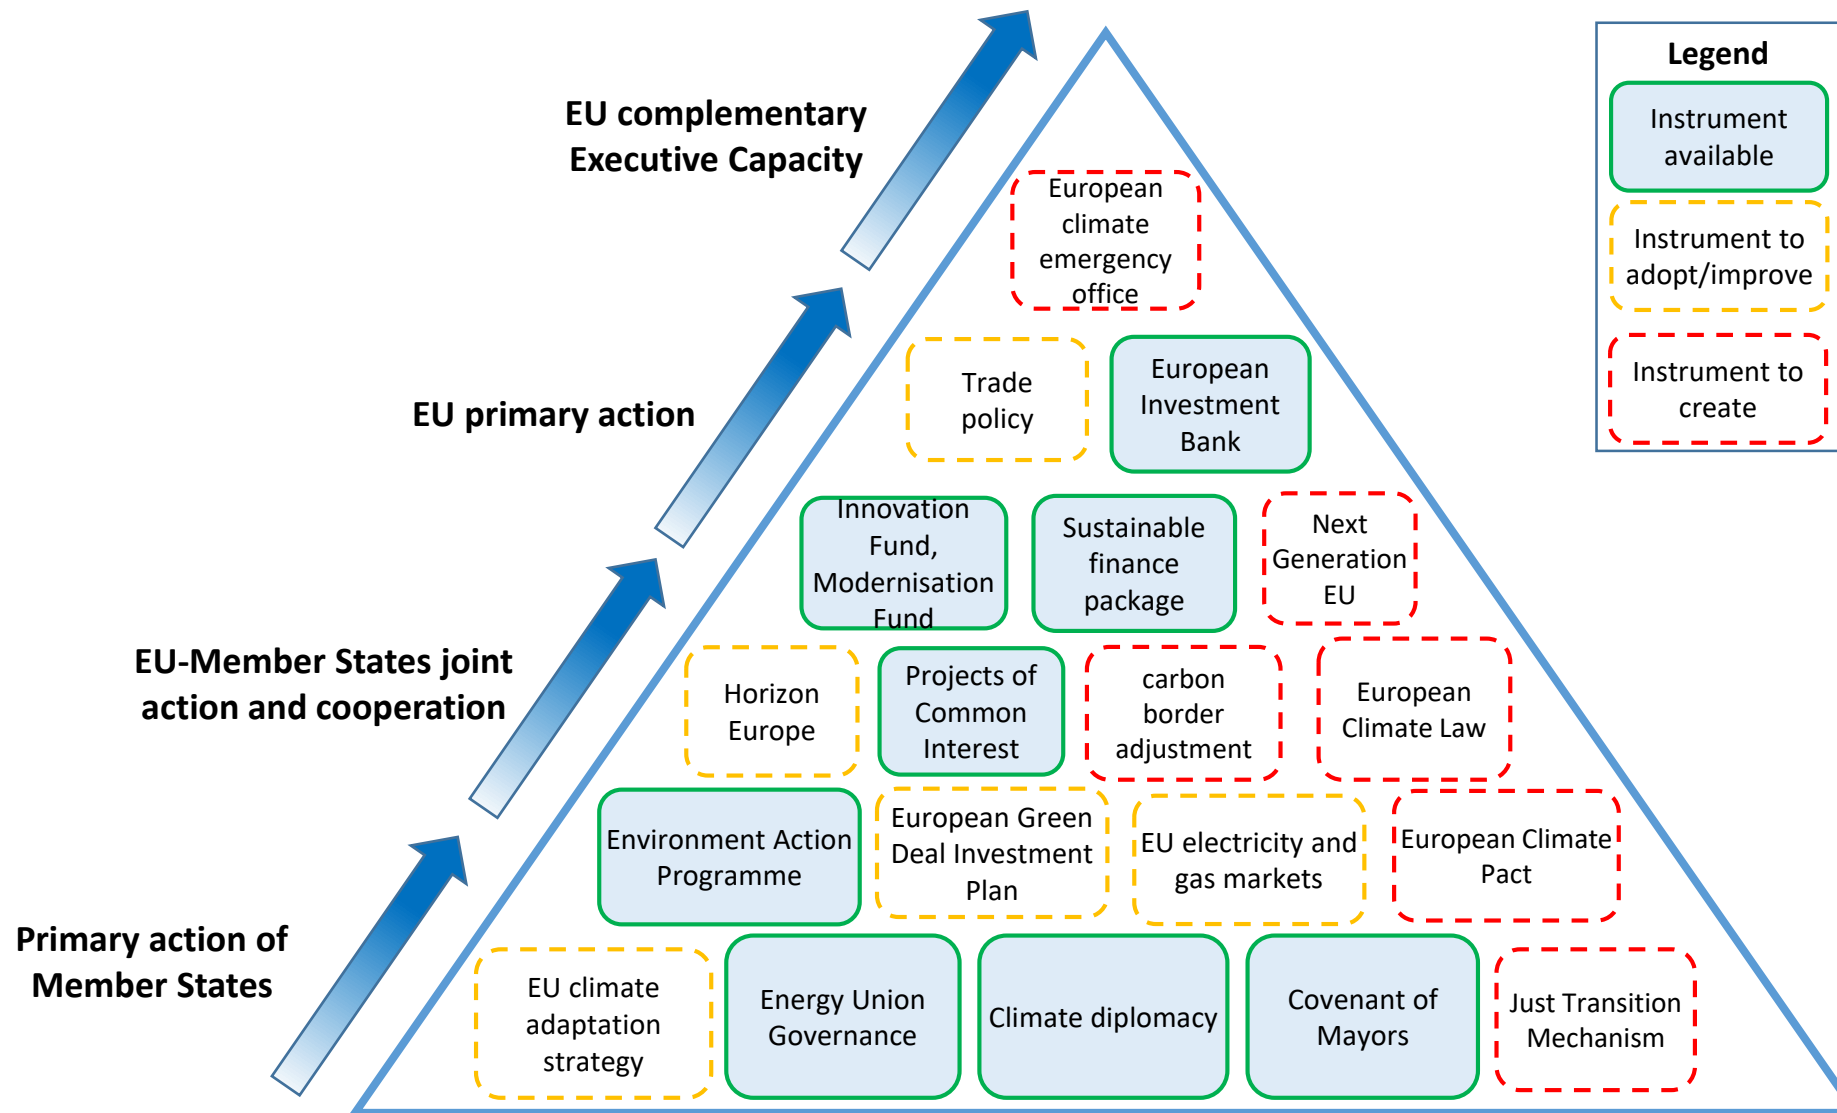 EU complementary
Executive Capacity
EU primary action
EU-Member States joint
action and cooperation
Primary action of
Member States
European
climate
emergency
office
Trade
policy
European
Investment
Bank
Innovation
Fund,
Modernisation
Fund
Sustainable
finance
package
Next
Generation
EU
Horizon
Europe
Projects of
Common
Interest
carbon
border
adjustment
European
Climate Law
Environment Action
Programme
European Green
Deal Investment
Plan
EU electricity and
gas markets
European Climate
Pact
EU climate
adaptation
strategy
Energy Union
Governance
Climate diplomacy
Covenant of
Mayors
Just Transition
Mechanism
Legend
Instrument
available
Instrument to
adopt/improve
Instrument to
create